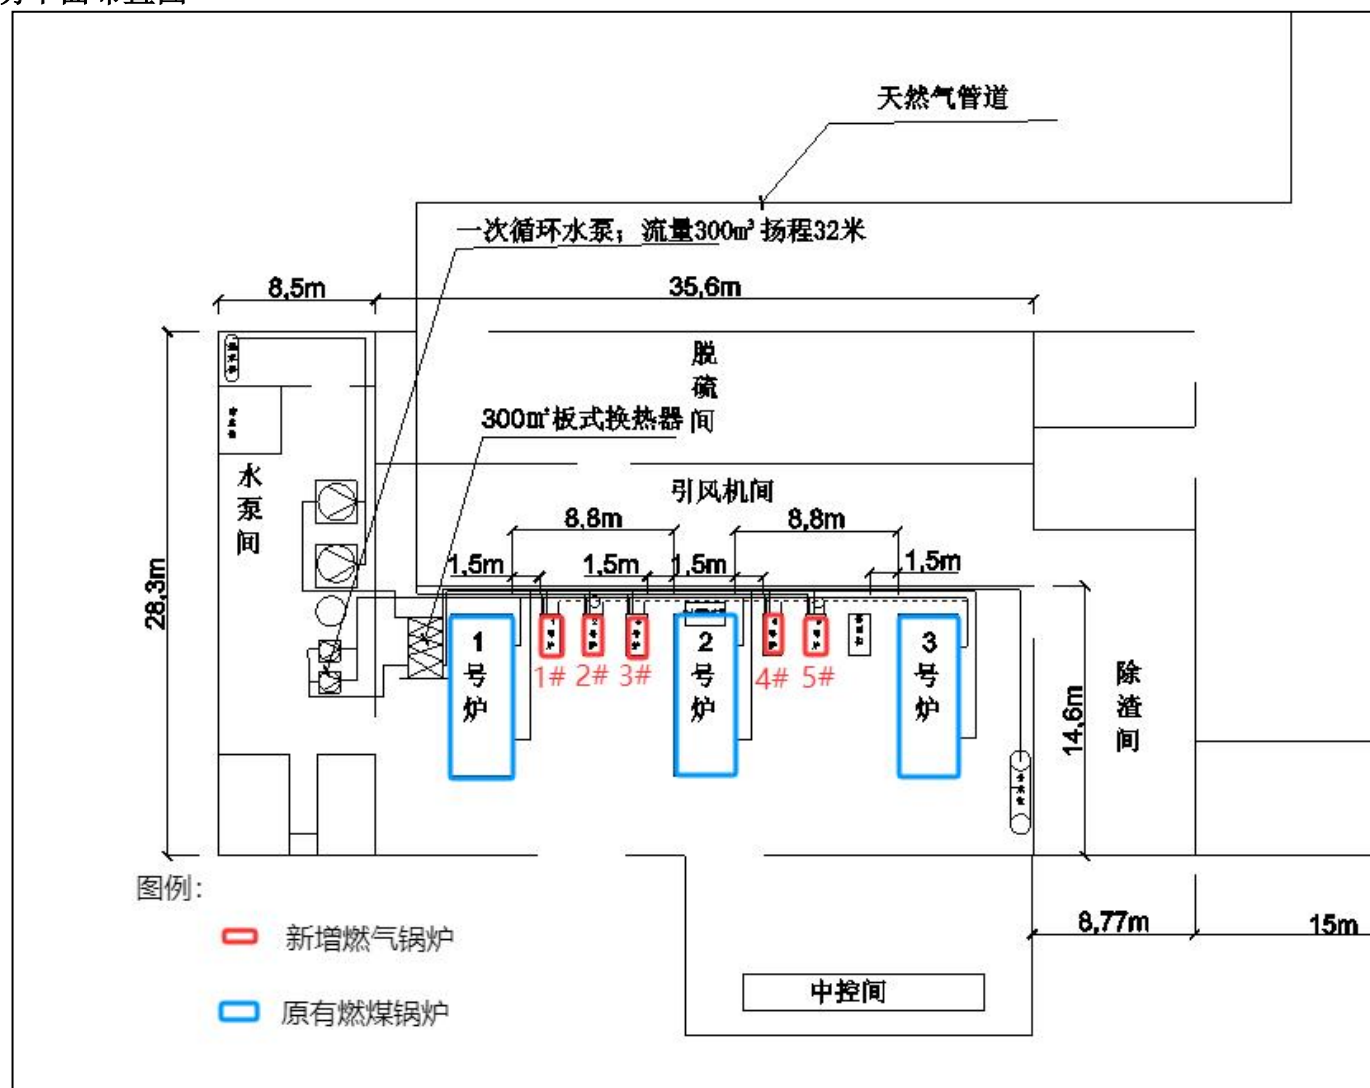 平面布置图
天然气管道
一次循环水泵；流量300m³ 扬程32米
8,5m
35,6m
脱硫间
300㎡板式换热器
水泵间
引风机间
8.8m
8.8m
1,5m
1,5m
1,5m
1,5m
28,3m
1号炉
2号炉
3号炉
1#
2#
3#
4#
5#
14,6m
除渣间
图例：
8,77m
15m
新增燃气锅炉
中控间
原有燃煤锅炉